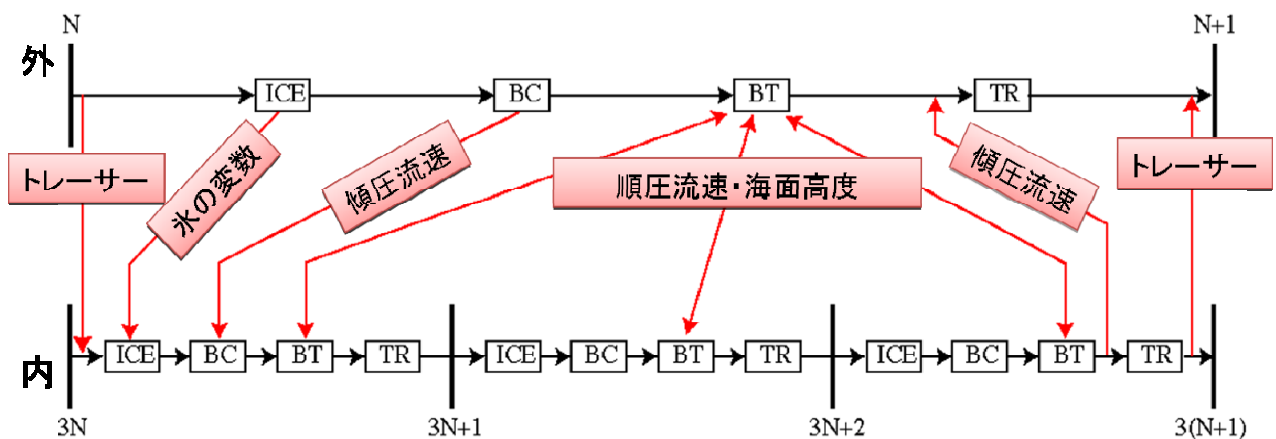 N
N+1
外
ICE
BC
BT
TR
トレーサー
氷の変数
傾圧流速
順圧流速・海面高度
傾圧流速
トレーサー
内
ICE
BC
BT
TR
ICE
BC
BT
TR
ICE
BC
BT
TR
3N
3N+1
3N+2
3(N+1)